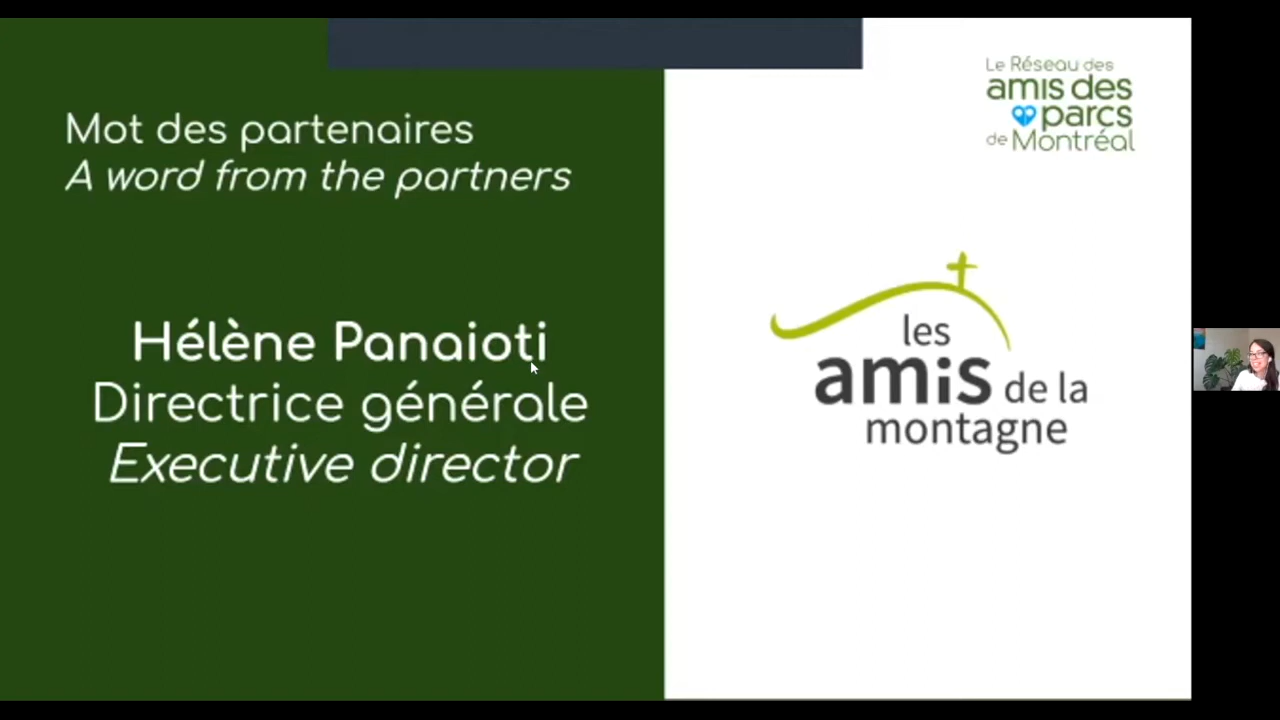 Mot des partenaires
A word from the partners
Hélène Panaioti
Directrice générale
Executive director
Le Réseau des
amis des
parcs
de Montréal
les
amis de la
montagne